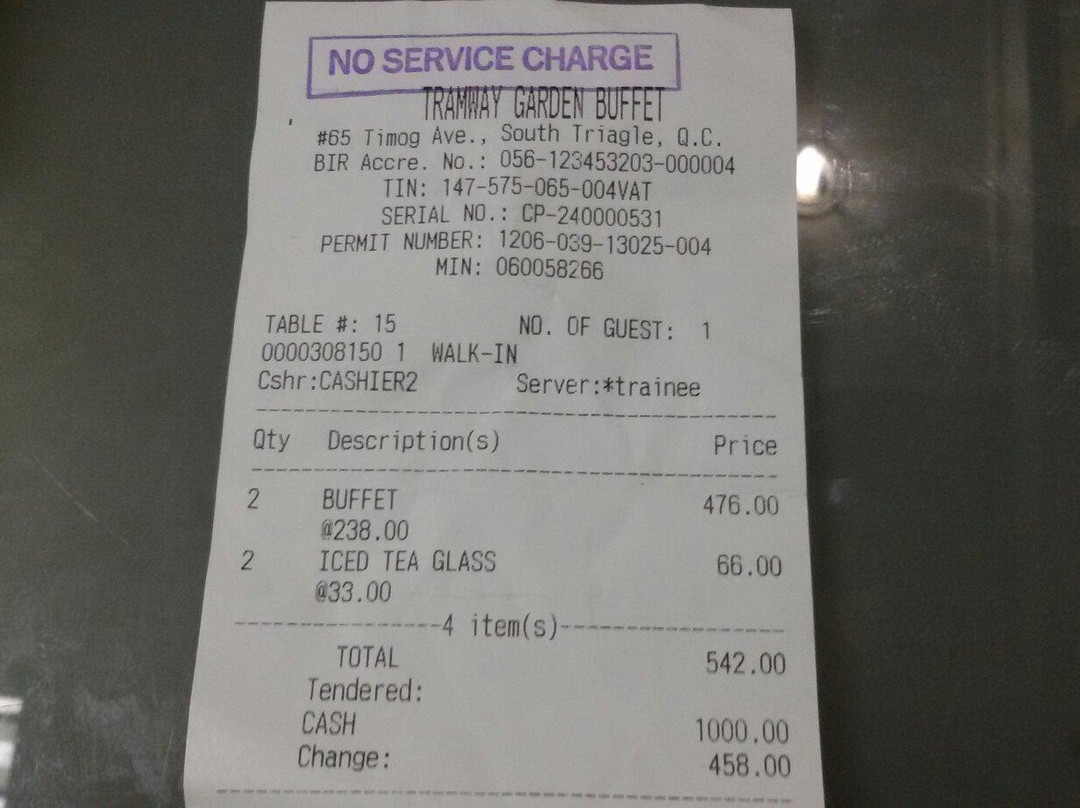 NO SERVICE CHARGE
TRAMWAY GARDEN BUFFET
#65 Timog Ave., South Triagle, Q.C.
BIR Accre. No.: 056-123453203-000004
TIN: 147-575-065-004VAT
SERIAL NO.: CP-240000531
PERMIT NUMBER: 1206-039-13025-004
MIN: 060058266
TABLE #: 15 NO. OF GUEST: 1
0000308150 1 WALK-IN
Cshr:CASHIER2 Server:*trainee
Qty Description(s) Price
2 BUFFET 476.00
@238.00
2 ICED TEA GLASS 66.00
@33.00
4 item(s)
TOTAL 542.00
Tendered:
CASH 1000.00
Change: 458.00